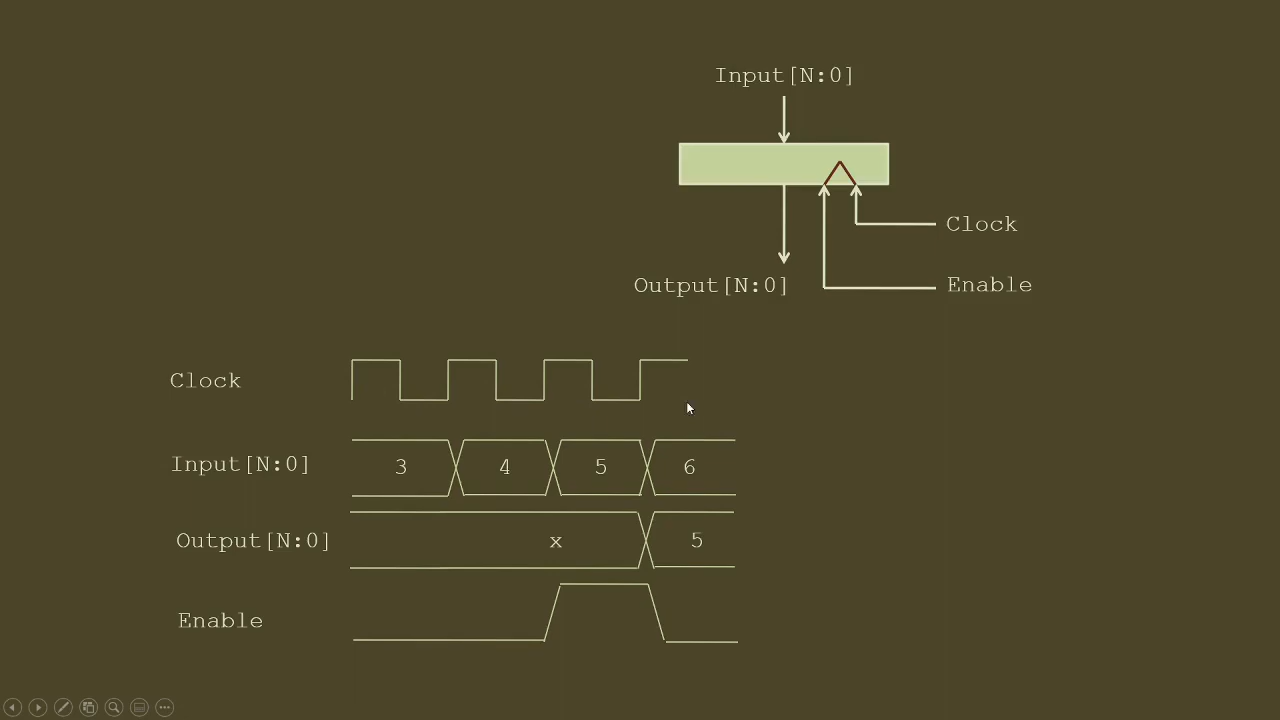 Input[N:0]
Clock
Output[N:0]
Enable
Clock
Input[N:0]
3
4
5
6
Output[N:0]
x
5
Enable